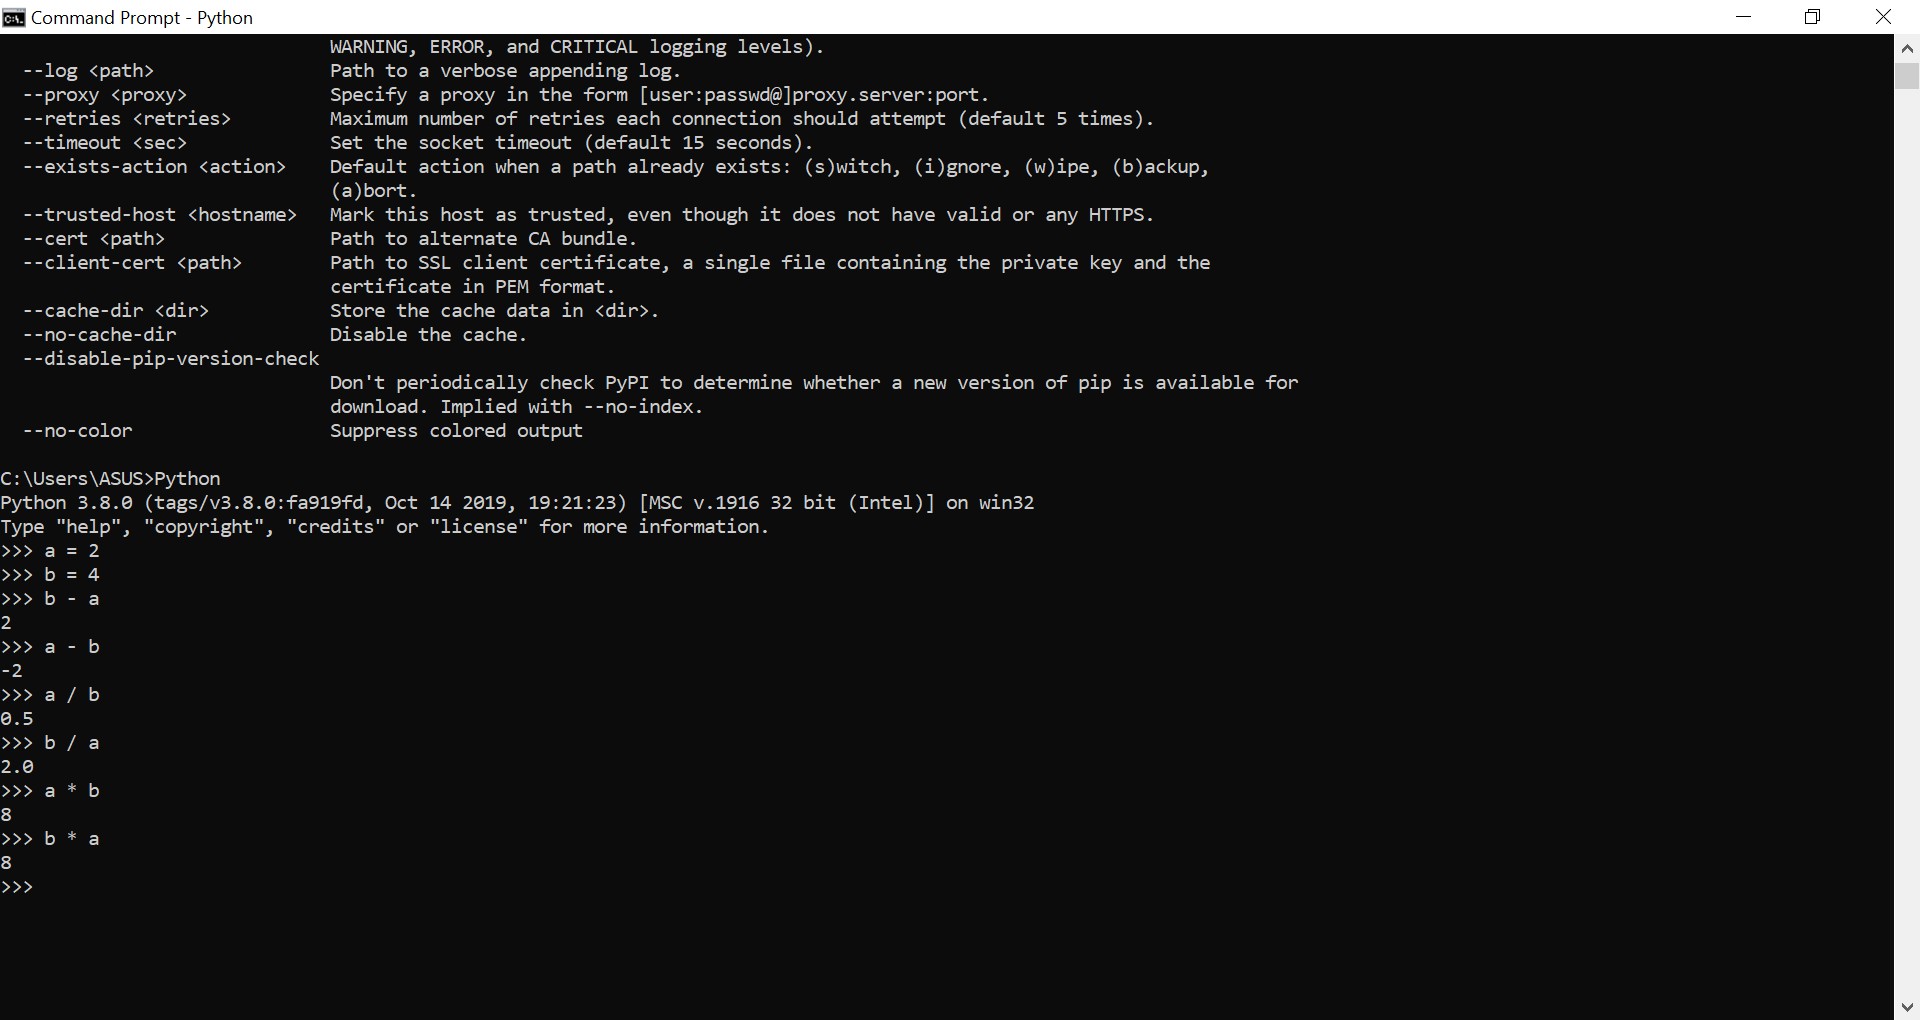 Command Prompt - Python
                              WARNING, ERROR, and CRITICAL logging levels).
  --log <path>                Path to a verbose appending log.
  --proxy <proxy>             Specify a proxy in the form [user:passwd@]proxy.server:port.
  --retries <retries>         Maximum number of retries each connection should attempt (default 5 times).
  --timeout <sec>             Set the socket timeout (default 15 seconds).
  --exists-action <action>    Default action when a path already exists: (s)witch, (i)gnore, (w)ipe, (b)ackup,
                              (a)bort.
  --trusted-host <hostname>   Mark this host as trusted, even though it does not have valid or any HTTPS.
  --cert <path>               Path to alternate CA bundle.
  --client-cert <path>        Path to SSL client certificate, a single file containing the private key and the
                              certificate in PEM format.
  --cache-dir <dir>           Store the cache data in <dir>.
  --no-cache-dir              Disable the cache.
  --disable-pip-version-check
                              Don't periodically check PyPI to determine whether a new version of pip is available for
                              download. Implied with --no-index.
  --no-color                  Suppress colored output

C:\Users\ASUS>Python
Python 3.8.0 (tags/v3.8.0:fa919fd, Oct 14 2019, 19:21:23) [MSC v.1916 32 bit (Intel)] on win32
Type "help", "copyright", "credits" or "license" for more information.
>>> a = 2
>>> b = 4
>>> b - a
2
>>> a - b
-2
>>> a / b
0.5
>>> b / a
2.0
>>> a * b
8
>>> b * a
8
>>>